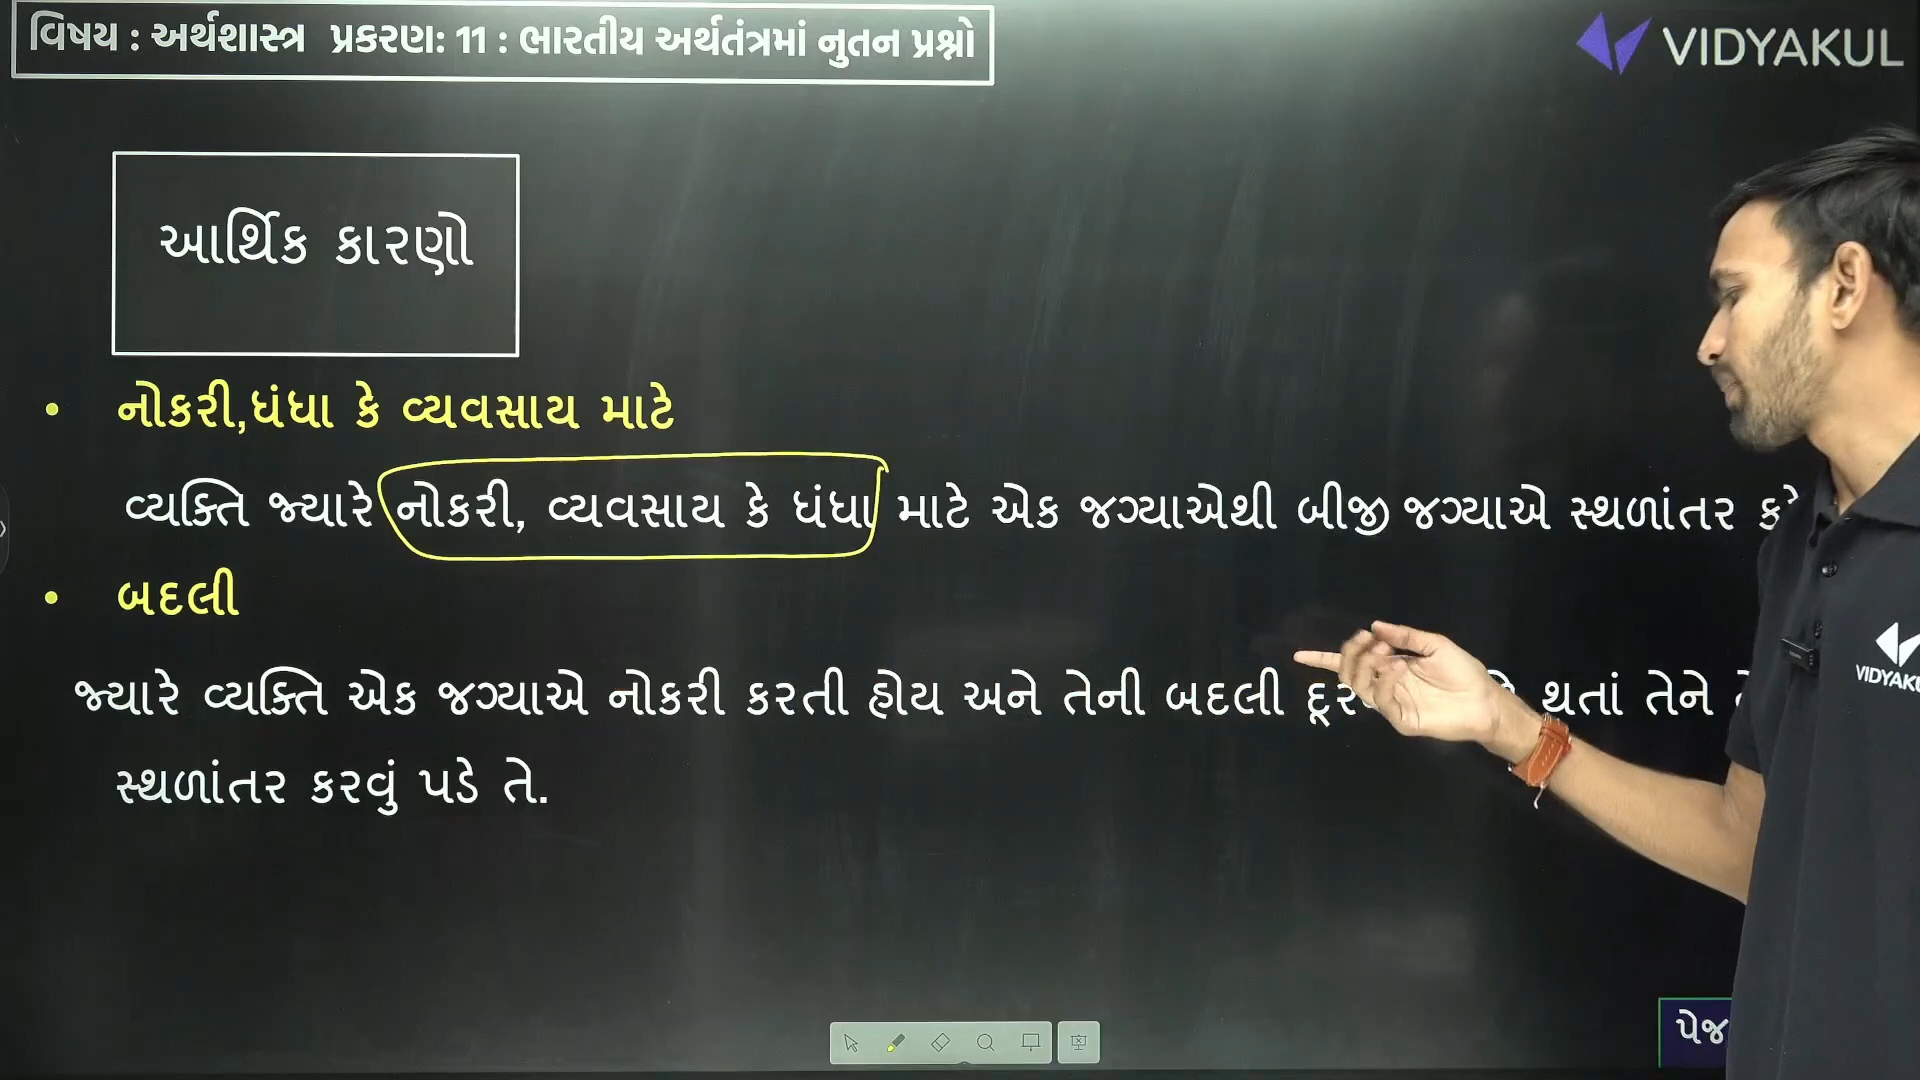 વિષય : અર્થશાસ્ત્ર પ્રકરણ: 11 : ભારતીય અર્થતંત્રમાં નુતન પ્રશ્નો
VIDYAKUL
આર્થિક કારણો
• નોકરી,ધંધા કે વ્યવસાય માટે
વ્યક્તિ જ્યારે નોકરી, વ્યવસાય કે ધંધા માટે એક જગ્યાએથી બીજી જગ્યાએ સ્થળાંતર
• બદલી
જ્યારે વ્યક્તિ એક જગ્યાએ નોકરી કરતી હોય અને તેની બદલી થતાં તેને
સ્થળાંતર કરવું પડે તે.
પેજ